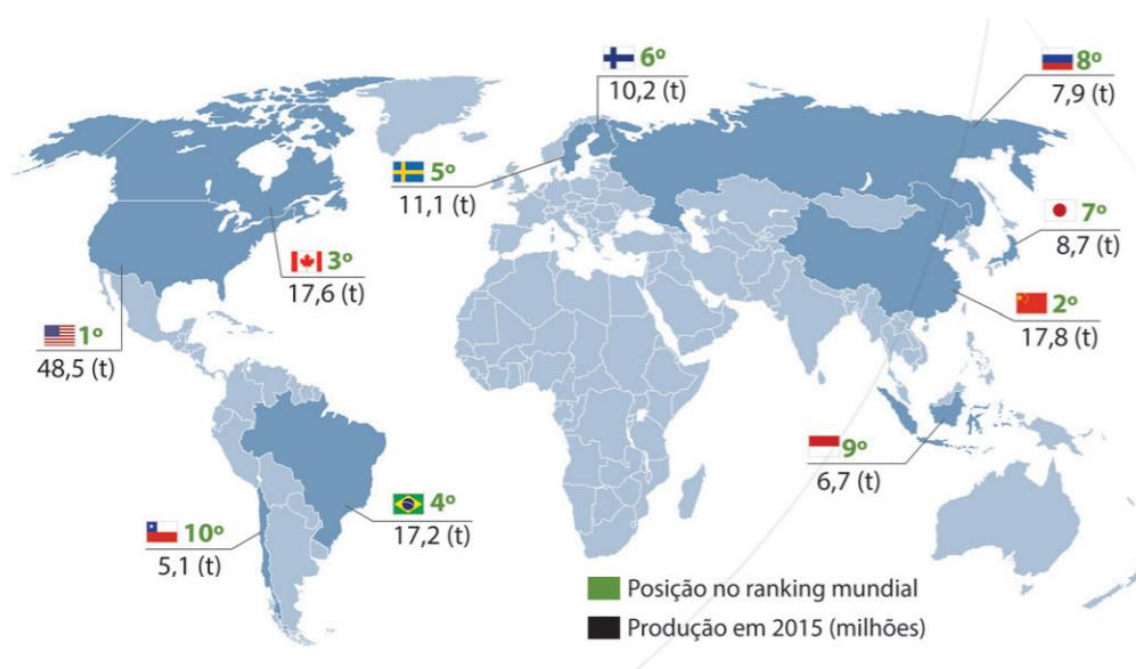 6º
10,2 (t)
8º
7,9 (t)
5º
11,1 (t)
7º
8,7 (t)
3º
17,6 (t)
2º
17,8 (t)
1º
48,5 (t)
9º
6,7 (t)
4º
17,2 (t)
10º
5,1 (t)
Posição no ranking mundial
Produção em 2015 (milhões)